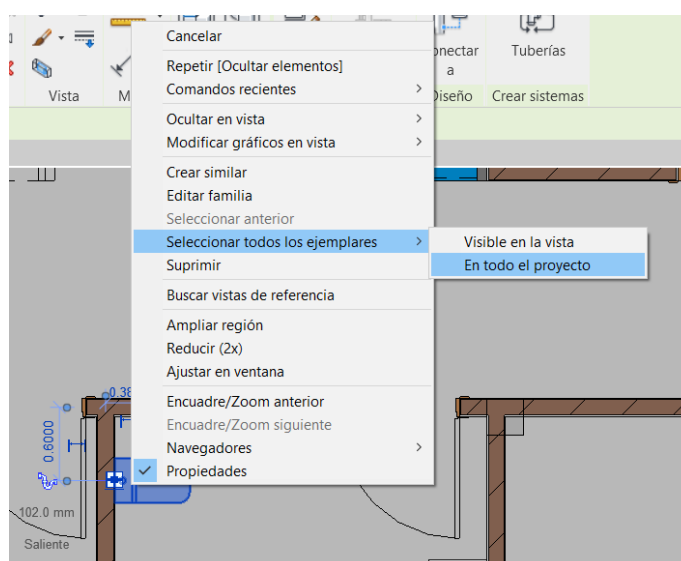 Cancelar
Repetir [Ocultar elementos]
Comandos recientes
Ocultar en vista
Modificar gráficos en vista
Crear similar
Editar familia
Seleccionar anterior
Seleccionar todos los ejemplares
Suprimir
Buscar vistas de referencia
Ampliar región
Reducir (2x)
Ajustar en ventana
Encuadre/Zoom anterior
Encuadre/Zoom siguiente
Navegadores
Propiedades
Visible en la vista
En todo el proyecto
Tuberías
a
Vista
M
Diseño
Crear sistemas
0.6000
102.0 mm
Saliente